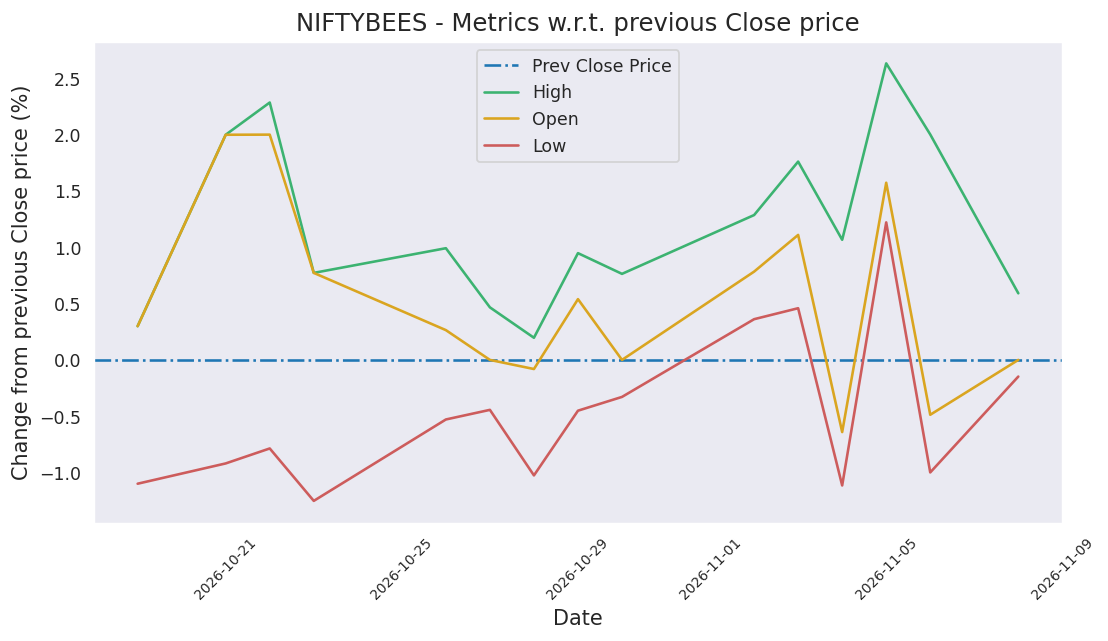 NIFTYBEES - Metrics w.r.t. previous Close price
Prev Close Price
High
Open
Low
Change from previous Close price (%)
2.5
2.0
1.5
1.0
0.5
0.0
−0.5
−1.0
2026-10-21
2026-10-25
2026-10-29
2026-11-01
2026-11-05
2026-11-09
Date